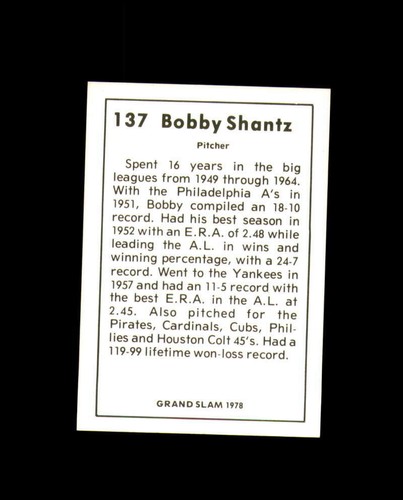 137 Bobby Shantz
Pitcher
Spent 16 years in the big
leagues from 1949 through 1964.
With the Philadelphia A's in
1951, Bobby compiled an 18-10
record. Had his best season in
1952 with an E.R.A. of 2.48 while
leading the A.L. in wins and
winning percentage, with a 24-7
record. Went to the Yankees in
1957 and had an 11-5 record with
the best E.R.A. in the A.L. at
2.45. Also pitched for the
Pirates, Cardinals, Cubs, Phil-
lies and Houston Colt 45's. Had a
119-99 lifetime won-loss record.
GRAND SLAM 1978